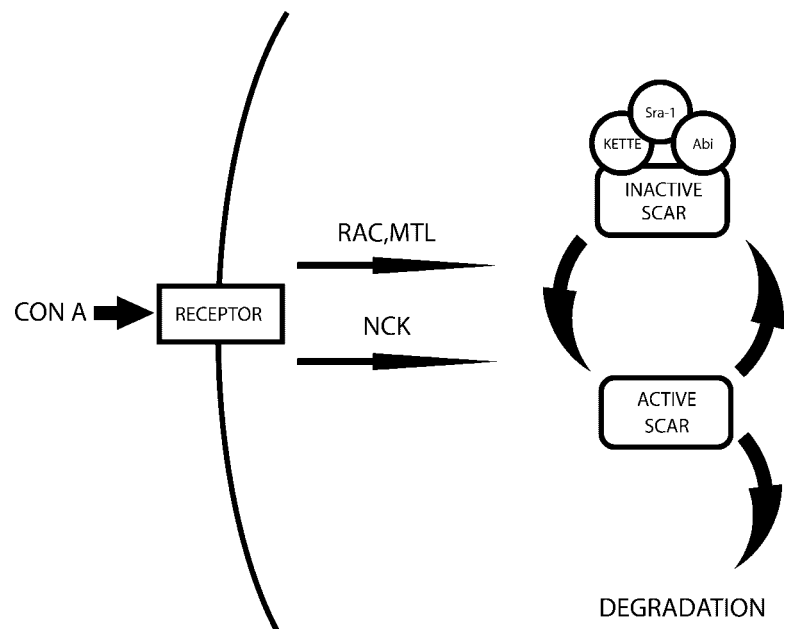 Sra-1
KETTE
Abi
INACTIVE
SCAR
RAC,MTL
CON A
RECEPTOR
NCK
ACTIVE
SCAR
DEGRADATION